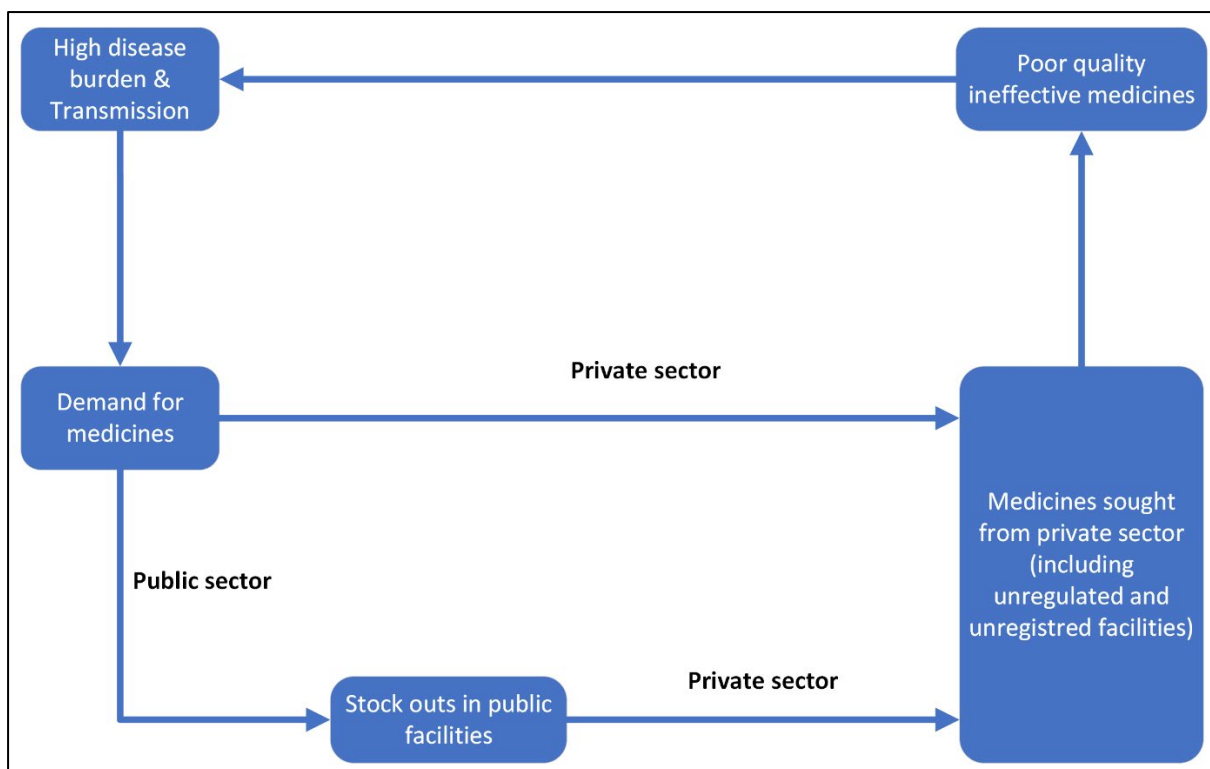 High disease
burden &
Transmission
Poor quality
ineffective medicines
Private sector
Demand for
medicines
Medicines sought
from private sector
(including
unregulated and
unregistred facilities)
Public sector
Private sector
Stock outs in public
facilities